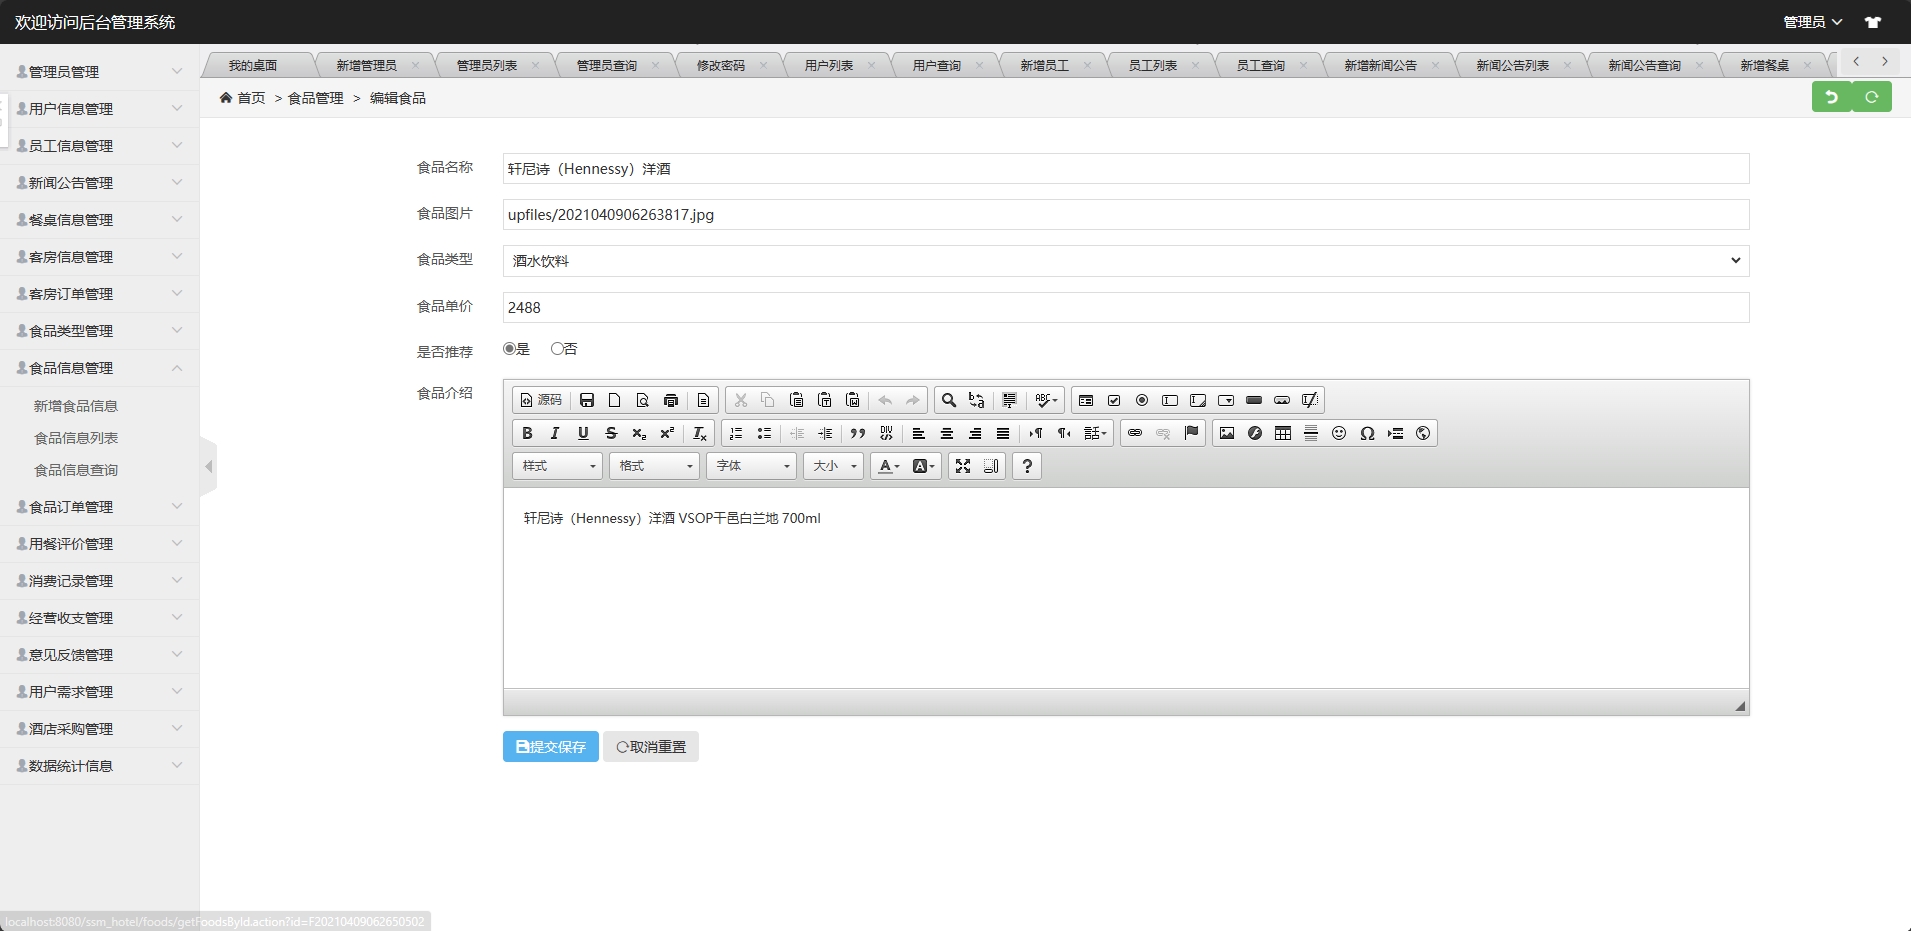 欢迎访问后台管理系统
管理员
我的桌面 新增管理员 管理员列表 管理员查询 修改密码 用户列表 用户查询 新增员工 员工列表 员工查询 新增新闻公告 新闻公告列表 新闻公告查询 新增餐桌
首页 > 食品管理 > 编辑食品
管理员管理
用户信息管理
员工信息管理
新闻公告管理
餐桌信息管理
客房信息管理
客房订单管理
食品类型管理
食品信息管理
新增食品信息
食品信息列表
食品信息查询
食品订单管理
用餐评价管理
消费记录管理
经营收支管理
意见反馈管理
用户需求管理
酒店采购管理
数据统计信息
食品名称 轩尼诗（Hennessy）洋酒
食品图片 upfiles/2021040906263817.jpg
食品类型 酒水饮料
食品单价 2488
是否推荐 是 否
食品介绍
源码
样式 格式 字体 大小
轩尼诗（Hennessy）洋酒 VSOP干邑白兰地 700ml
提交保存 取消重置
localhost:8080/ssm_hotel/foods/getFoodsById.action?id=F20210409062650502